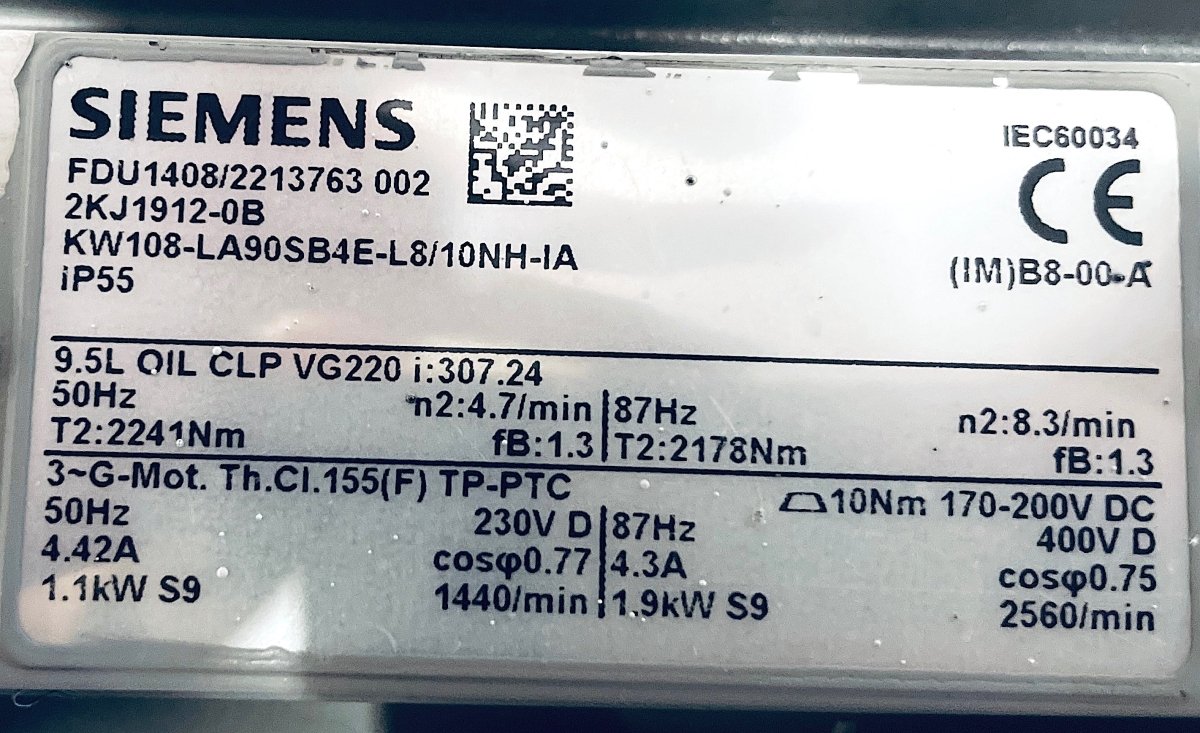 SIEMENS
IEC60034
FDU1408/2213763 002
CE
2KJ1912-0B
KW108-LA90SB4E-L8/10NH-IA
(IM)B8-00-A
iP55
9.5L OIL CLP VG220 i:307.24
50Hz n2:4.7/min 87Hz n2:8.3/min
T2:2241Nm fB:1.3 T2:2178Nm fB:1.3
3~G-Mot. Th.Cl.155(F) TP-PTC 10Nm 170-200V DC
50Hz 230V D 87Hz 400V D
4.42A cosφ0.77 4.3A cosφ0.75
1.1kW S9 1440/min 1.9kW S9 2560/min